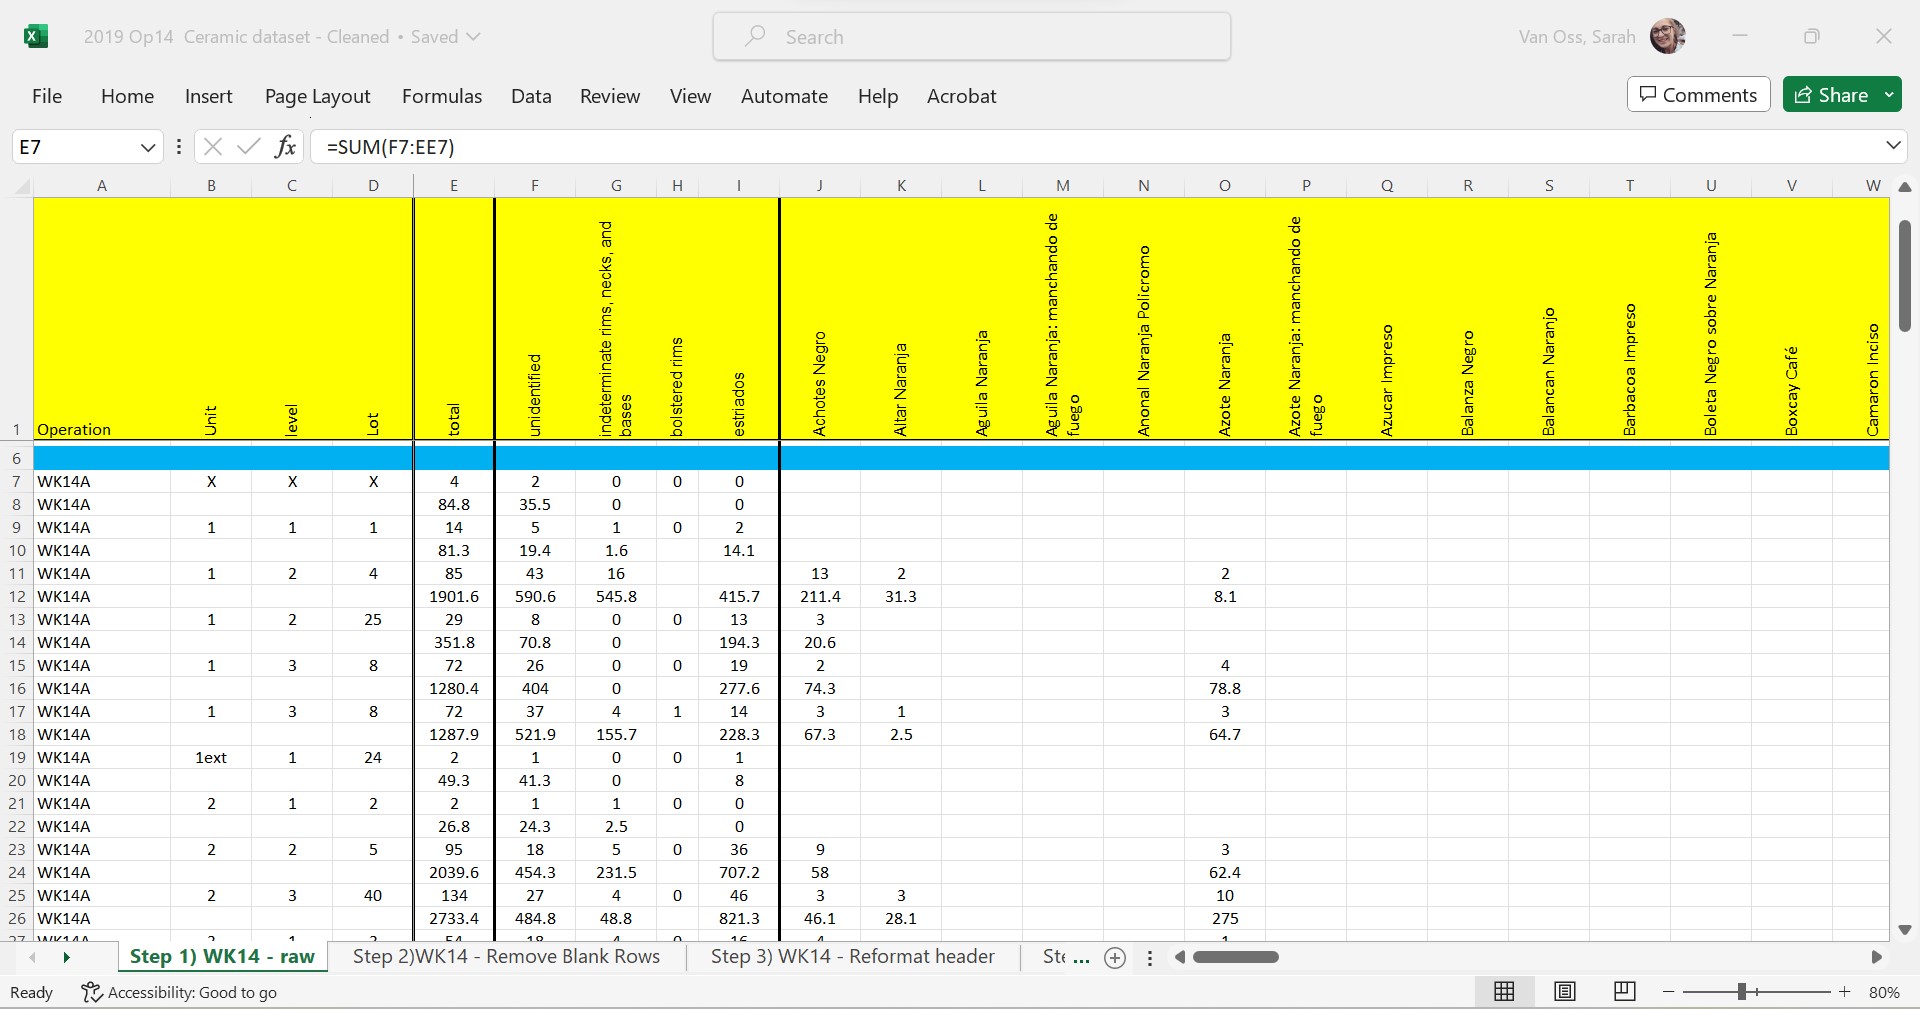 2019 Op14 Ceramic dataset - Cleaned • Saved
Search
Van Oss, Sarah
File Home Insert Page Layout Formulas Data Review View Automate Help Acrobat
Comments Share
E7 fx =SUM(F7:EE7)
A B C D E F G H I J K L M N O P Q R S T U V W
1 Operation Unit level Lot total unidentified indeterminate rims, necks, and bases bolstered rims estriados Achotes Negro Altar Naranja Aguila Naranja Aguila Naranja: manchando de fuego Anonal Naranja Policromo Azote Naranja Azote Naranja: manchando de fuego Azucar Impreso Balanza Negro Balancan Naranjo Barbacoa Impreso Boleta Negro sobre Naranja Boxcay Café Camaron Inciso
6
7 WK14A X X X 4 2 0 0 0
8 WK14A 84.8 35.5 0 0
9 WK14A 1 1 1 14 5 1 0 2
10 WK14A 81.3 19.4 1.6 14.1
11 WK14A 1 2 4 85 43 16 13 2 2
12 WK14A 1901.6 590.6 545.8 415.7 211.4 31.3 8.1
13 WK14A 1 2 25 29 8 0 0 13 3
14 WK14A 351.8 70.8 0 194.3 20.6
15 WK14A 1 3 8 72 26 0 0 19 2 4
16 WK14A 1280.4 404 0 277.6 74.3 78.8
17 WK14A 1 3 8 72 37 4 1 14 3 1 3
18 WK14A 1287.9 521.9 155.7 228.3 67.3 2.5 64.7
19 WK14A 1ext 1 24 2 1 0 0 1
20 WK14A 49.3 41.3 0 8
21 WK14A 2 1 2 2 1 1 0 0
22 WK14A 26.8 24.3 2.5 0
23 WK14A 2 2 5 95 18 5 0 36 9 3
24 WK14A 2039.6 454.3 231.5 707.2 58 62.4
25 WK14A 2 3 40 134 27 4 0 46 3 3 10
26 WK14A 2733.4 484.8 48.8 821.3 46.1 28.1 275
Step 1) WK14 - raw Step 2)WK14 - Remove Blank Rows Step 3) WK14 - Reformat header Ste ...
Ready Accessibility: Good to go 80%